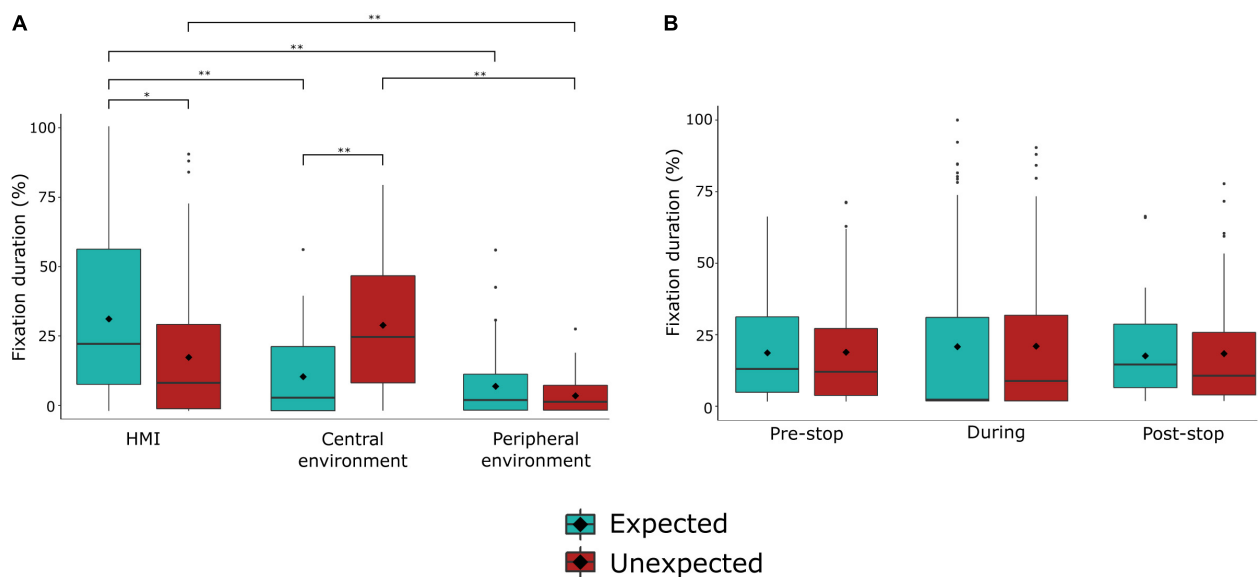 A
B
**
**
**
**
*
**
Fixation duration (%)
100
75
50
25
0
HMI
Central
environment
Peripheral
environment
Fixation duration (%)
100
75
50
25
0
Pre-stop
During
Post-stop
Expected
Unexpected